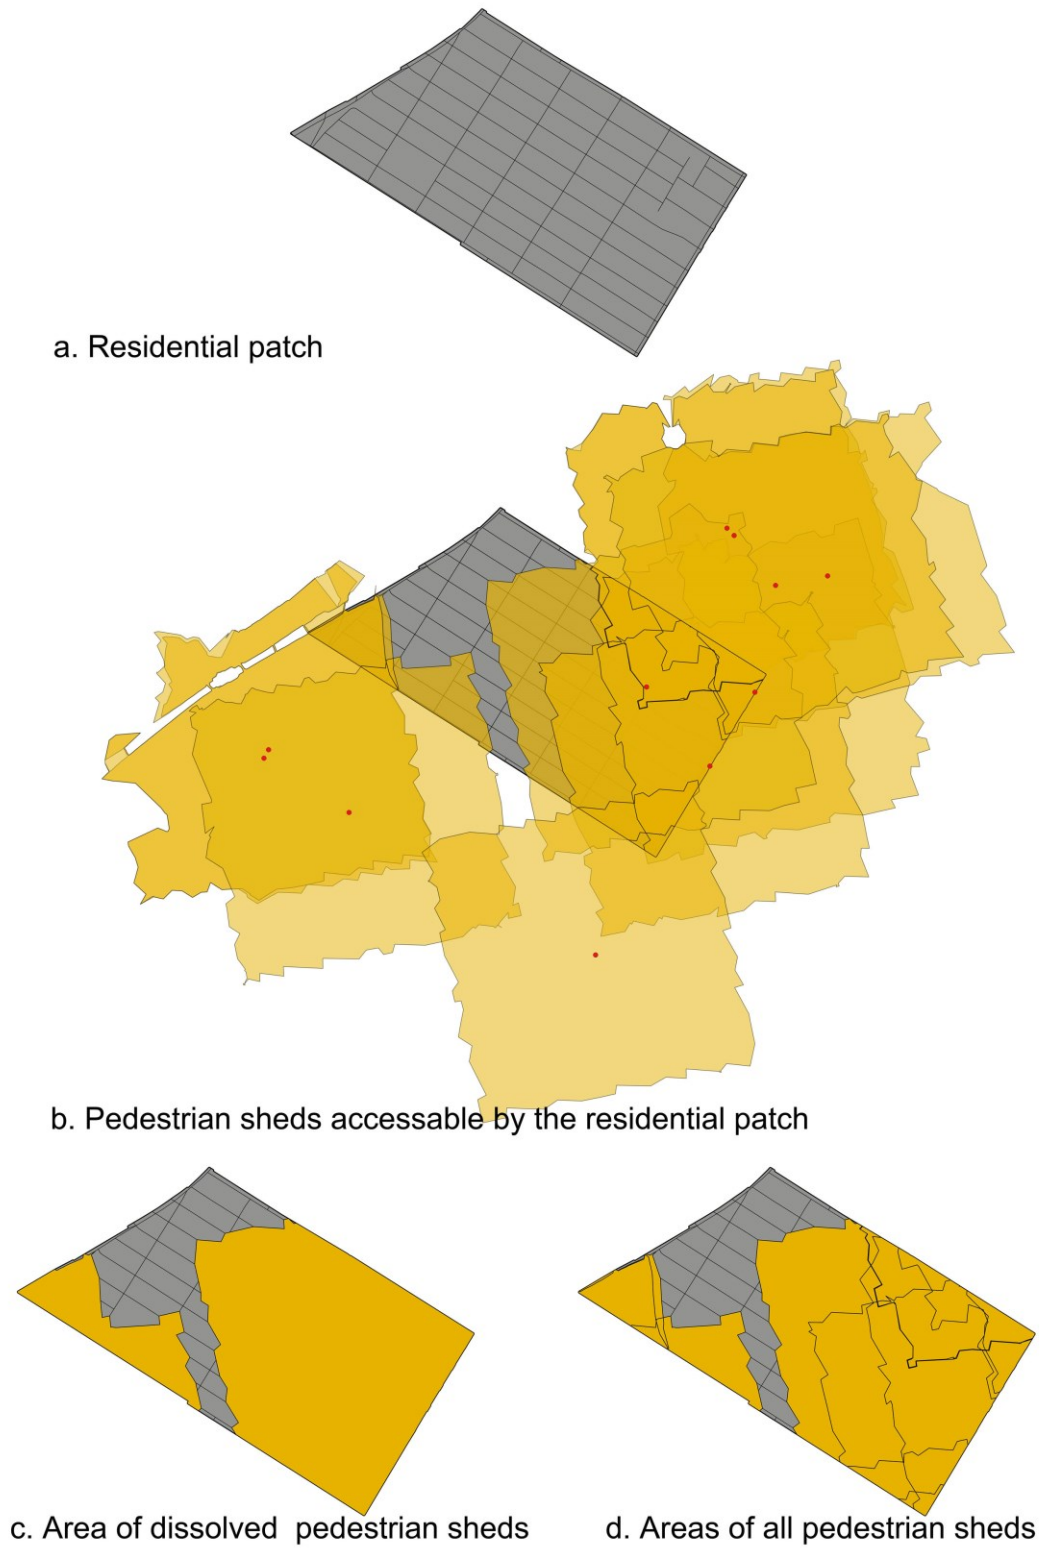 a. Residential patch
b. Pedestrian sheds accessable by the residential patch
c. Area of dissolved pedestrian sheds
d. Areas of all pedestrian sheds